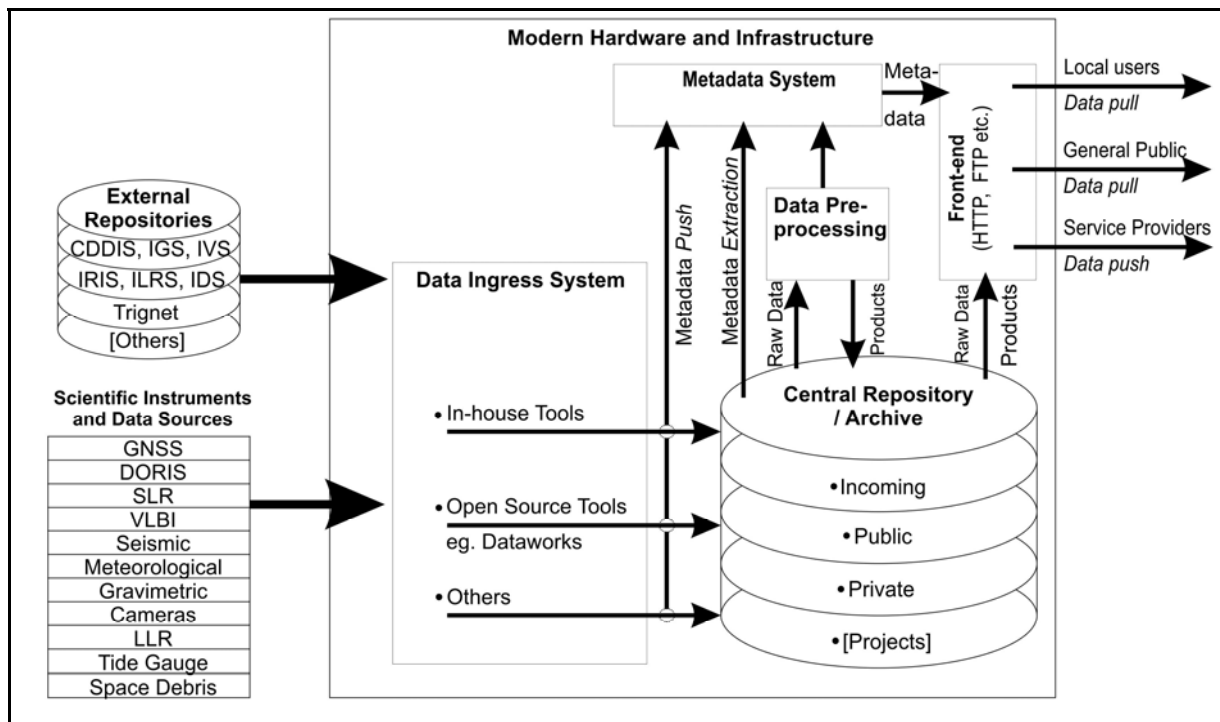 Modern Hardware and Infrastructure
Metadata System
Meta-
data
Front-end
(HTTP, FTP etc.)
Local users
Data pull
General Public
Data pull
Service Providers
Data push
External
Repositories
CDDIS, IGS, IVS
IRIS, ILRS, IDS
Trignet
[Others]
Scientific Instruments
and Data Sources
GNSS
DORIS
SLR
VLBI
Seismic
Meteorological
Gravimetric
Cameras
LLR
Tide Gauge
Space Debris
Data Ingress System
• In-house Tools
• Open Source Tools
eg. Dataworks
• Others
Metadata Push
Metadata Extraction
Data Pre-
processing
Raw Data
Products
Raw Data
Products
Central Repository
/ Archive
• Incoming
• Public
• Private
• [Projects]